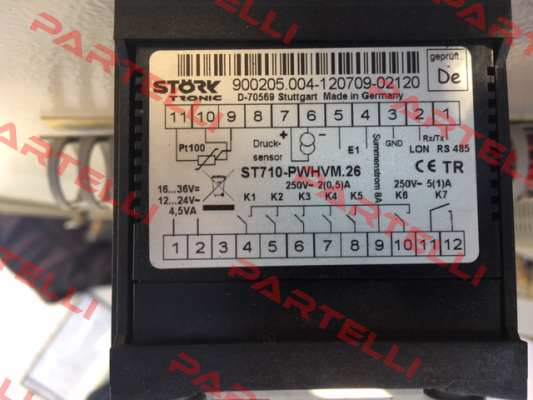 STÖRK
TRONIC
900205.004-120709-02120
D-70569 Stuttgart Made in Germany
geprüft
De
11 10 9 8 7 6 5 4 3 2 1
Pt100
Druck-
sensor
+
-
E1
Summenstrom 8A
GND
Rx/Tx
LON RS 485
ST710-PWHVM.26
CE TR
16...36V=
12...24V~
4,5VA
250V~ 2(0,5)A
250V~ 5(1)A
K1 K2 K3 K4 K5 K6 K7
1 2 3 4 5 6 7 8 9 10 11 12
PARTELLI
PARTELLI
PARTELLI
PARTELLI